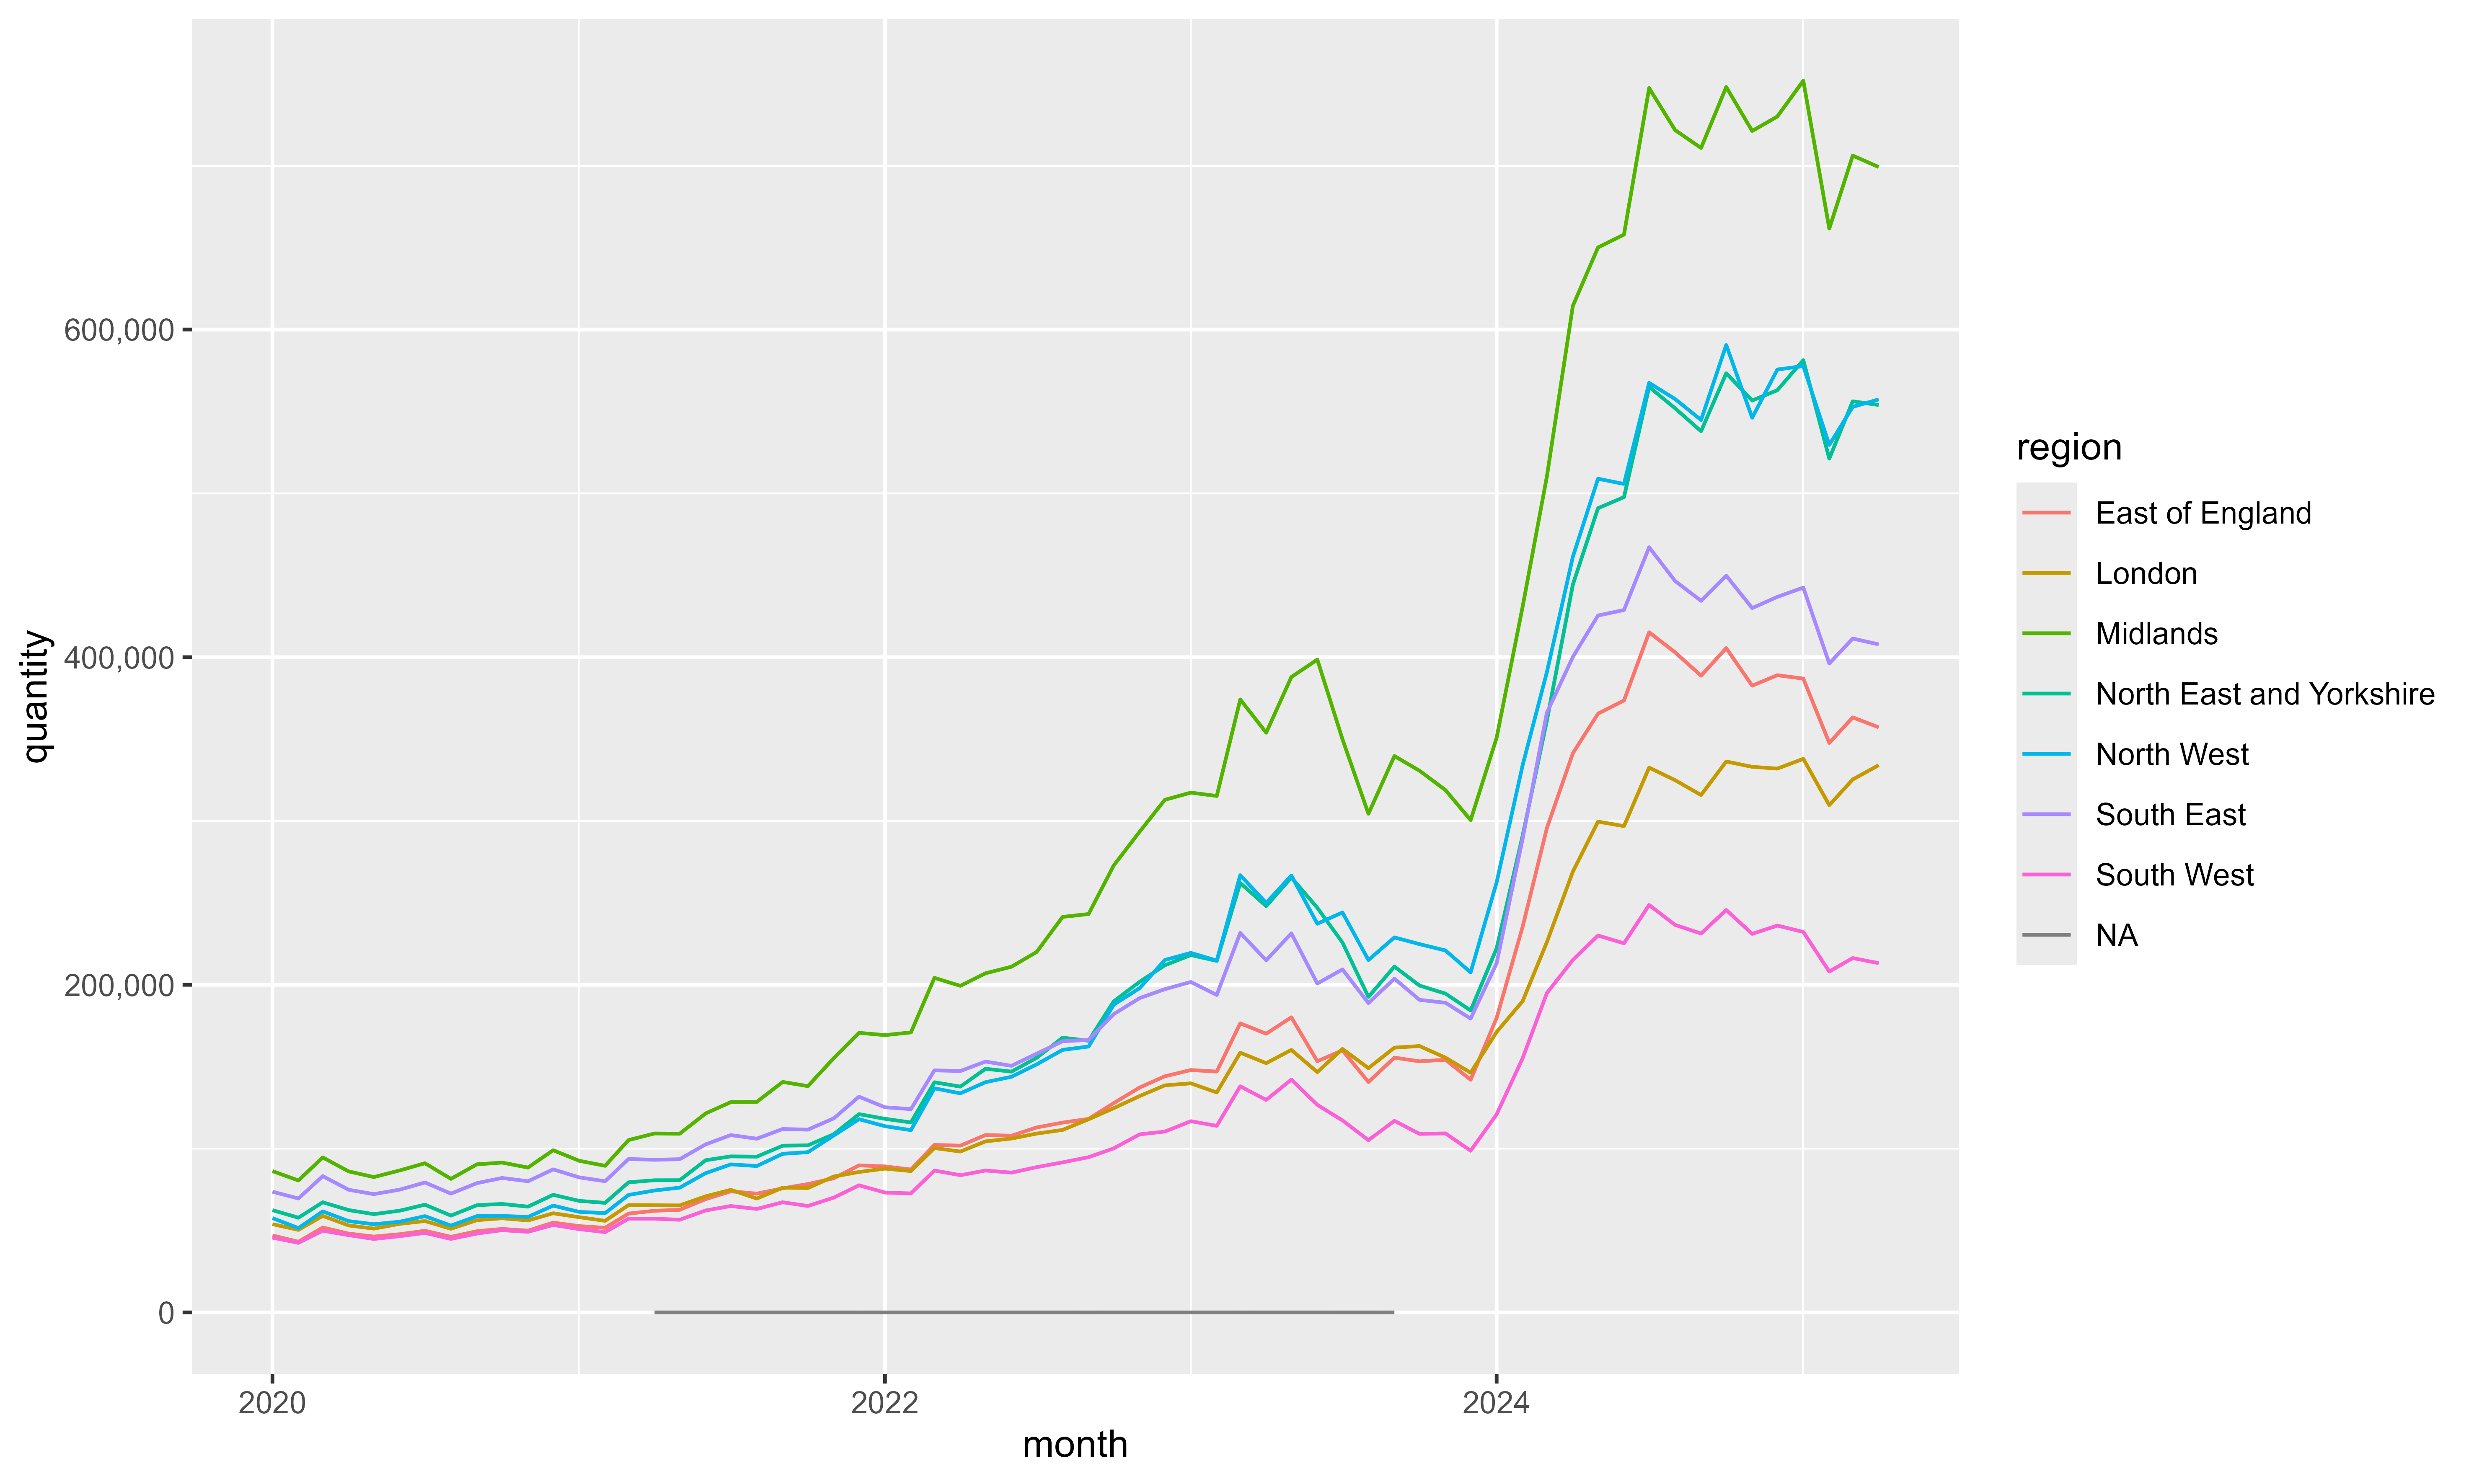 quantity
600,000
400,000
200,000
0
2020
2022
2024
month
region
East of England
London
Midlands
North East and Yorkshire
North West
South East
South West
NA